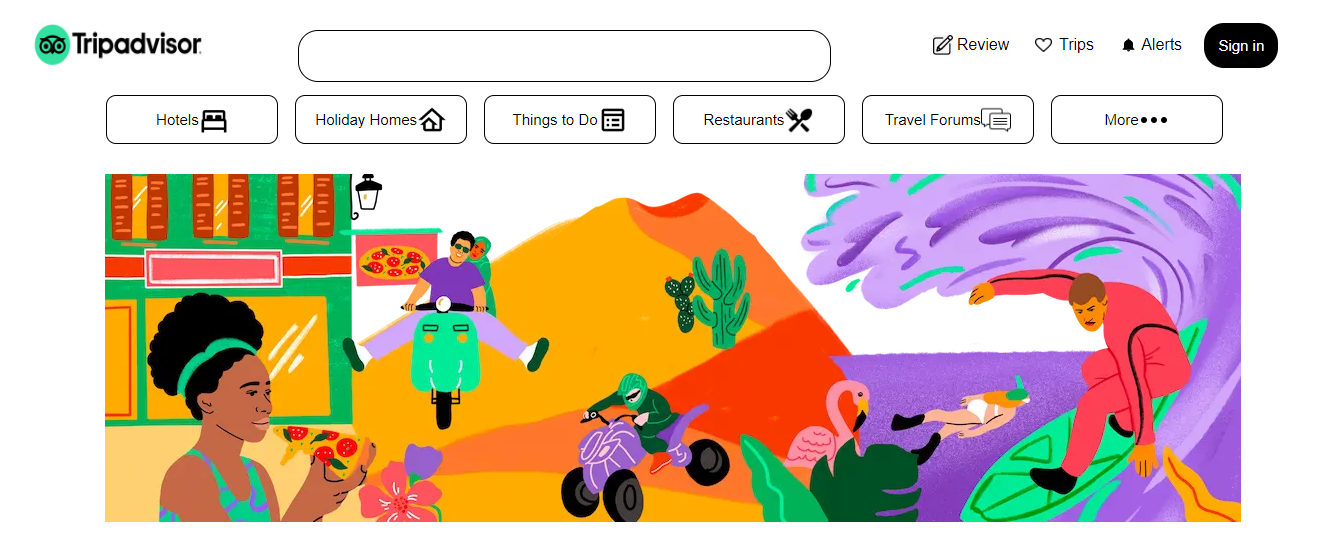 Tripadvisor
Review Trips Alerts Sign in
Hotels Holiday Homes Things to Do Restaurants Travel Forums More